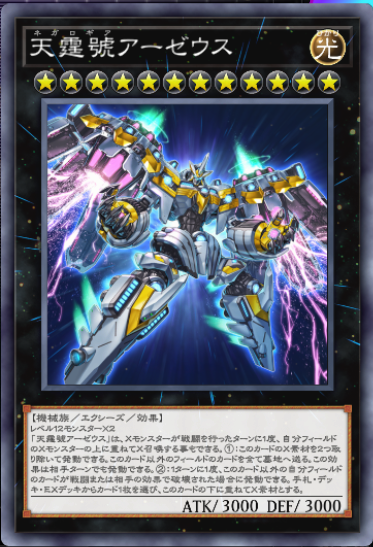 ネガロギア
天霆號アーゼウス
ひかり
光
【機械族／エクシーズ／効果】
レベル12モンスター×2
「天霆號アーゼウス」は、Xモンスターが戦闘を行ったターンに1度、自分フィールド
のXモンスターの上に重ねてX召喚する事もできる。①：このカードのX素材を2つ取
り除いて発動できる。このカード以外のフィールドのカードを全て墓地へ送る。この効
果は相手ターンでも発動できる。②：1ターンに1度、このカード以外の自分フィールド
のカードが戦闘または相手の効果で破壊された場合に発動できる。手札・デッ
キ・EXデッキからカード1枚を選び、このカードの下に重ねてX素材とする。
ATK/3000 DEF/3000